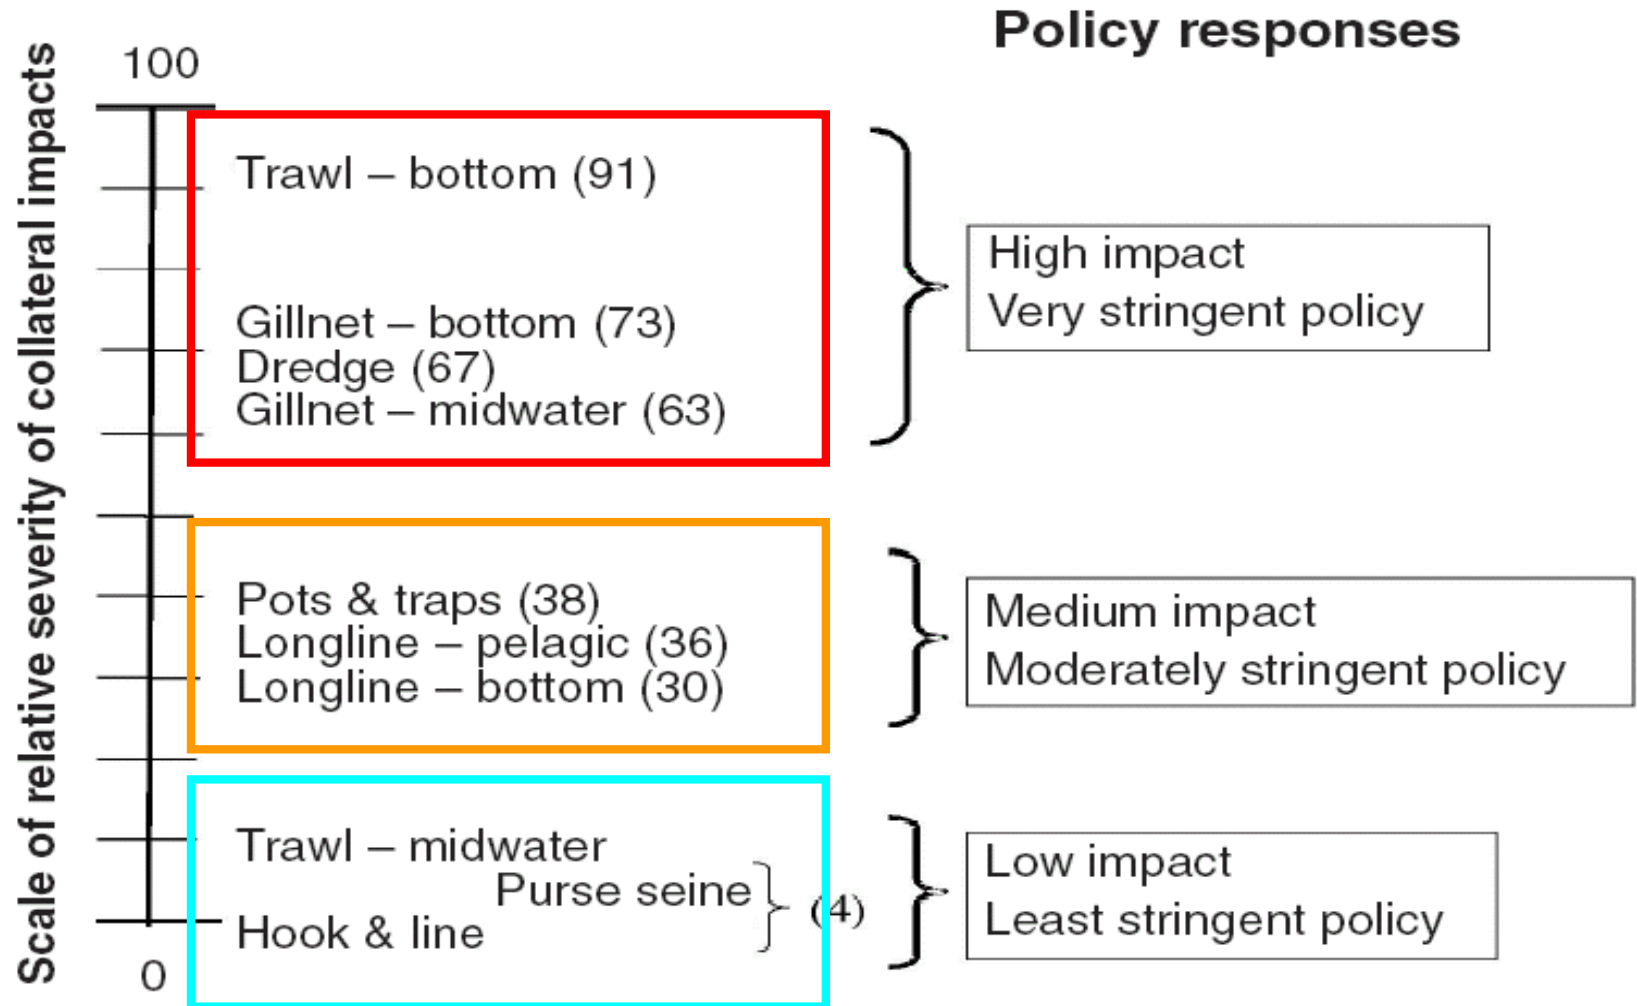 Policy responses
Scale of relative severity of collateral impacts
100
Trawl – bottom (91)
Gillnet – bottom (73)
Dredge (67)
Gillnet – midwater (63)
High impact
Very stringent policy
Pots & traps (38)
Longline – pelagic (36)
Longline – bottom (30)
Medium impact
Moderately stringent policy
Trawl – midwater
Purse seine
(4)
Hook & line
Low impact
Least stringent policy
0